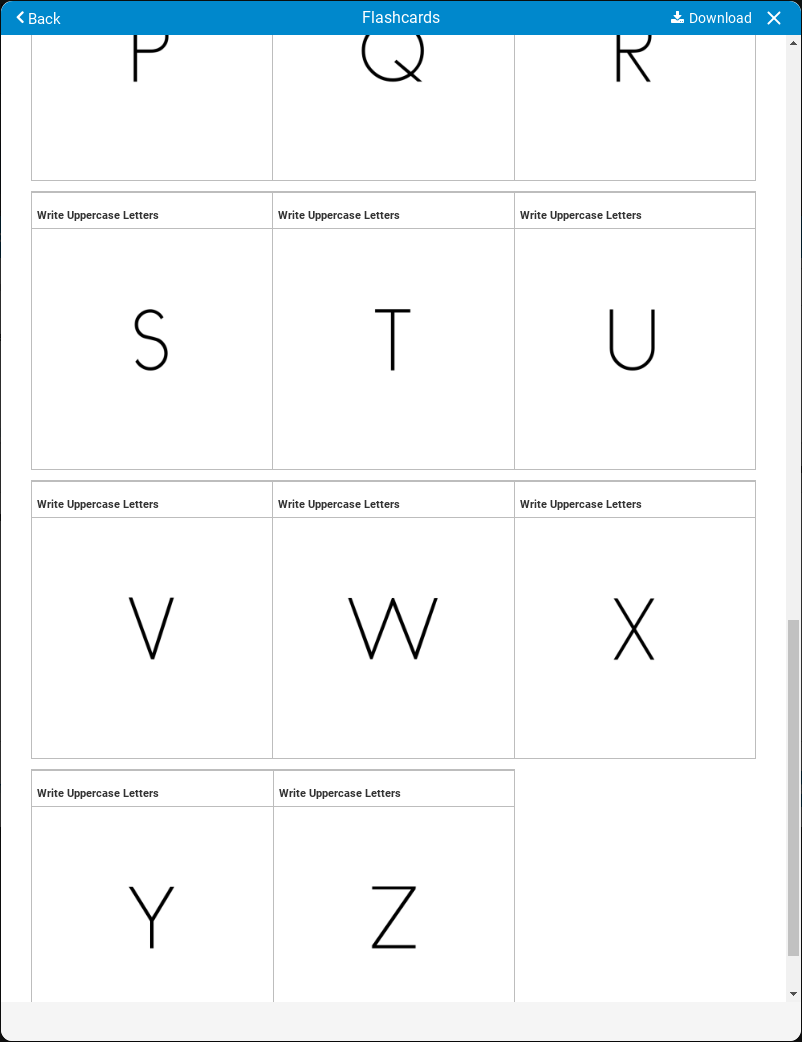 Back Flashcards Download
P Q R
Write Uppercase Letters Write Uppercase Letters Write Uppercase Letters
S T U
Write Uppercase Letters Write Uppercase Letters Write Uppercase Letters
V W X
Write Uppercase Letters Write Uppercase Letters
Y Z